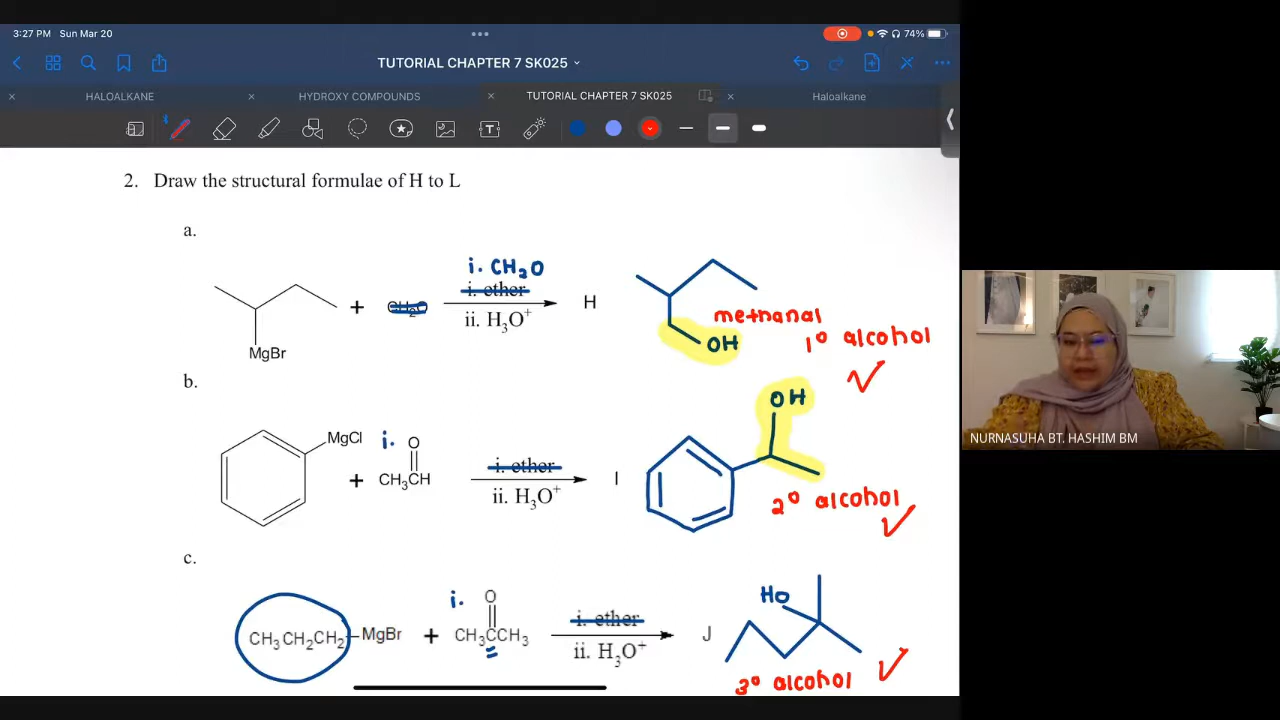 3:27 PM Sun Mar 20
74%
TUTORIAL CHAPTER 7 SK025
HALOALKANE
HYDROXY COMPOUNDS
TUTORIAL CHAPTER 7 SK025
Haloalkane
T
2. Draw the structural formulae of H to L
a.
i. CH2O
i. ether
+ CH2O
ii. H3O+
H
MgBr
methanal
OH
1° alcohol
b.
OH
MgCl
i. O
+ CH3CH
i. ether
ii. H3O+
I
2° alcohol
c.
CH3CH2CH2-MgBr
+
i. O
CH3CCH3
i. ether
ii. H3O+
J
HO
3° alcohol
NURNASUHA BT. HASHIM BM